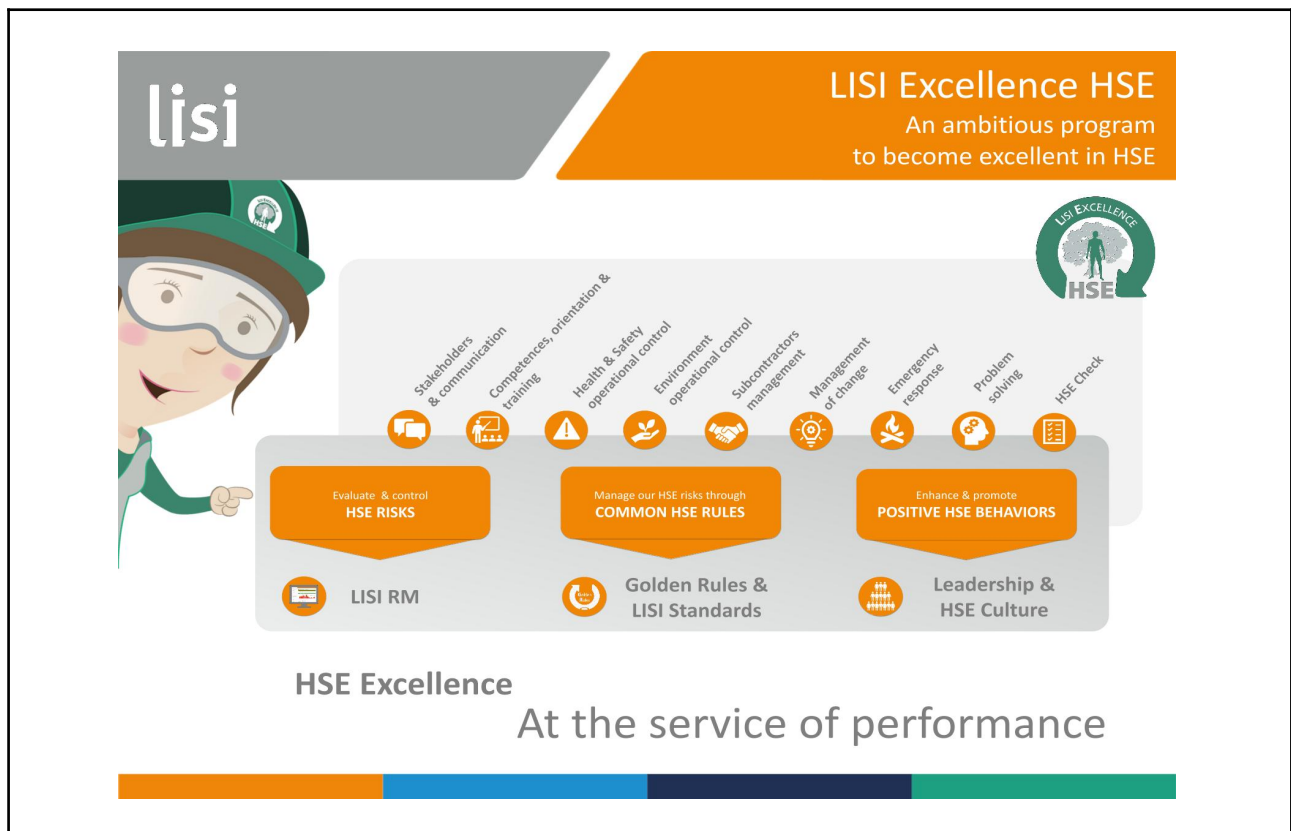 lisi
LISI Excellence HSE
An ambitious program
to become excellent in HSE
LISI EXCELLENCE
HSE
HSE
Stakeholders
& communication
Competences, orientation &
training
Health & Safety
operational control
Environment
operational control
Subcontractors
management
Management
of change
Emergency
response
Problem
solving
HSE Check
Evaluate & control
HSE RISKS
Manage our HSE risks through
COMMON HSE RULES
Enhance & promote
POSITIVE HSE BEHAVIORS
LISI RM
Golden
Rules
Golden Rules &
LISI Standards
Leadership &
HSE Culture
HSE Excellence
At the service of performance